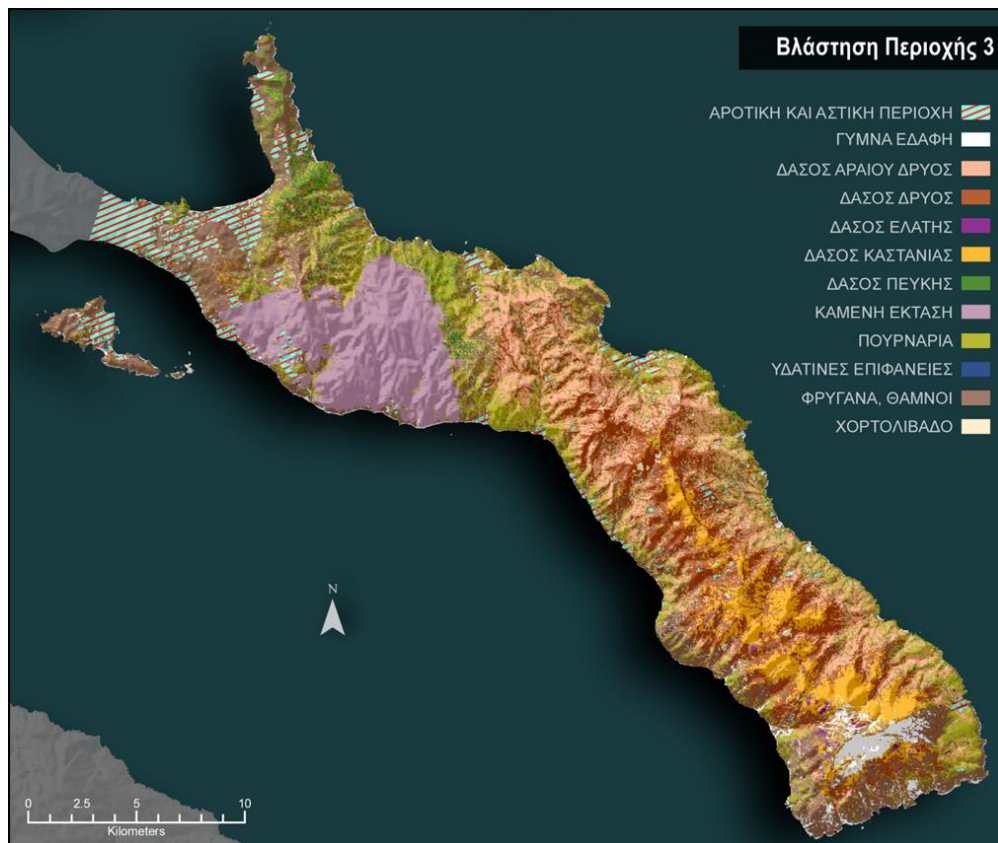 Βλάστηση Περιοχής 3
ΑΡΟΤΙΚΗ ΚΑΙ ΑΣΤΙΚΗ ΠΕΡΙΟΧΗ
ΓΥΜΝΑ ΕΔΑΦΗ
ΔΑΣΟΣ ΑΡΑΙΟΥ ΔΡΥΟΣ
ΔΑΣΟΣ ΔΡΥΟΣ
ΔΑΣΟΣ ΕΛΑΤΗΣ
ΔΑΣΟΣ ΚΑΣΤΑΝΙΑΣ
ΔΑΣΟΣ ΠΕΥΚΗΣ
ΚΑΜΕΝΗ ΕΚΤΑΣΗ
ΠΟΥΡΝΑΡΙΑ
ΥΔΑΤΙΝΕΣ ΕΠΙΦΑΝΕΙΕΣ
ΦΡΥΓΑΝΑ, ΘΑΜΝΟΙ
ΧΟΡΤΟΛΙΒΑΔΟ
N
0 2.5 5 10
Kilometers